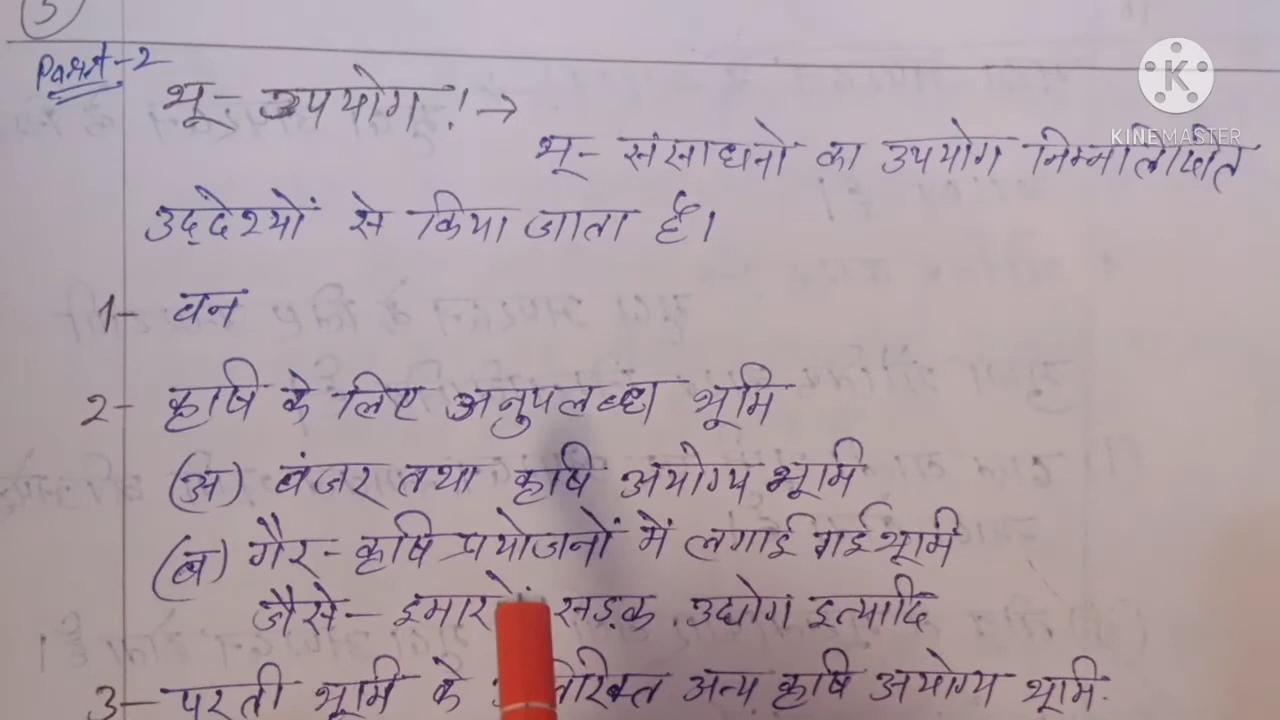 5
Part-2
भू- उपयोग !→
भू- संसाधनो का उपयोग निम्नलिखित
उद्देश्यों से किया जाता है।
1- वन
2- कृषि के लिए अनुपलब्ध भूमि
(अ) बंजर तथा कृषि अयोग्य भूमि
(ब) गैर- कृषि प्रयोजनों में लगाई गई भूमि
जैसे- इमारतें सड़क उद्योग इत्यादि
3- परती भूमि के अतिरिक्त अन्य कृषि अयोग्य भूमि
K
KINEMASTER